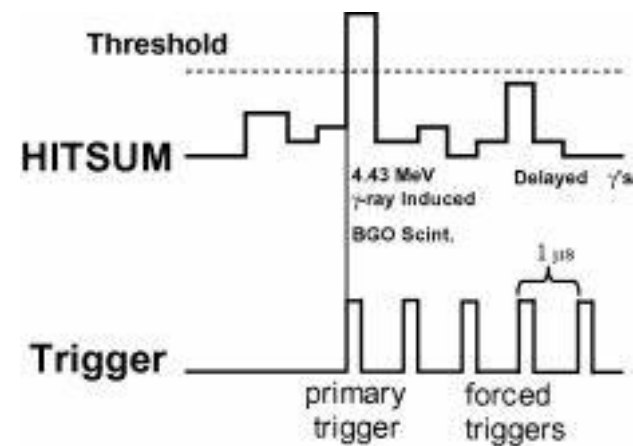 Threshold
HITSUM
4.43 MeV
γ-ray Induced
BGO Scint.
Delayed γ's
1 μs
Trigger
primary
trigger
forced
triggers